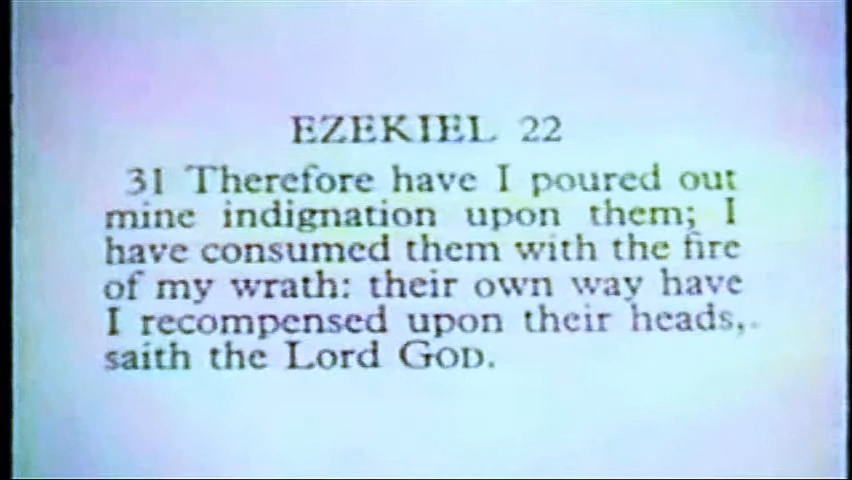 EZEKIEL 22
31 Therefore have I poured out
mine indignation upon them; I
have consumed them with the fire
of my wrath: their own way have
I recompensed upon their heads,
saith the Lord GOD.